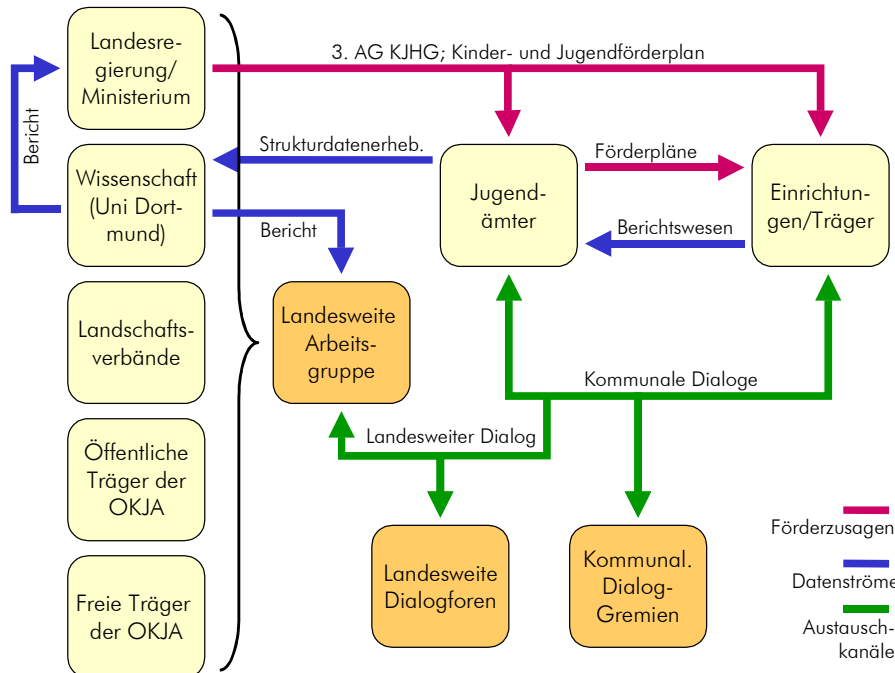 Landesre-
gierung/
Ministerium
3. AG KJHG; Kinder- und Jugendförderplan
Bericht
Strukturdatenerheb.
Förderpläne
Wissenschaft
(Uni Dort-
mund)
Bericht
Jugend-
ämter
Berichtswesen
Einrichtun-
gen/Träger
Landschafts-
verbände
Landesweite
Arbeits-
gruppe
Kommunale Dialoge
Landesweiter Dialog
Öffentliche
Träger der
OKJA
Landesweite
Dialogforen
Kommunal.
Dialog-
Gremien
Freie Träger
der OKJA
Förderzusagen
Datenströme
Austausch-
kanäle